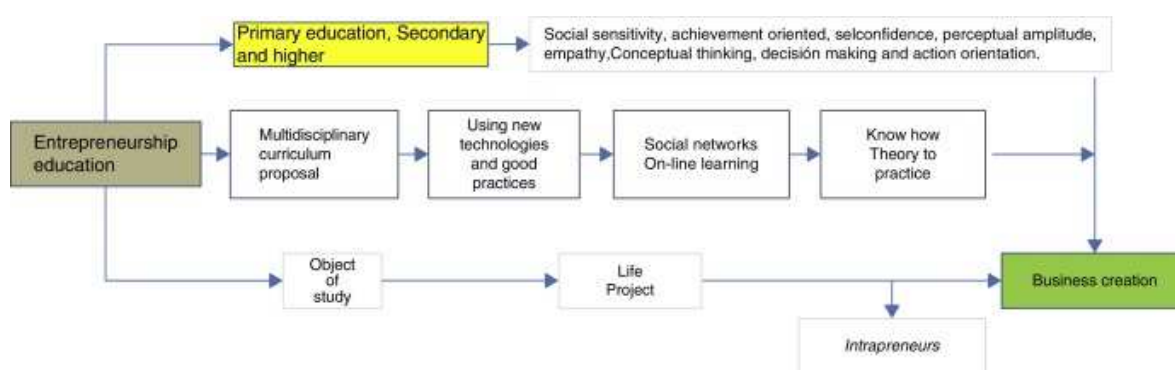 Primary education, Secondary
and higher
Social sensitivity, achievement oriented, selconfidence, perceptual amplitude,
empathy,Conceptual thinking, decisión making and action orientation.
Entrepreneurship
education
Multidisciplinary
curriculum
proposal
Using new
technologies
and good
practices
Social networks
On-line learning
Know how
Theory to
practice
Object
of
study
Life
Project
Business creation
Intrapreneurs